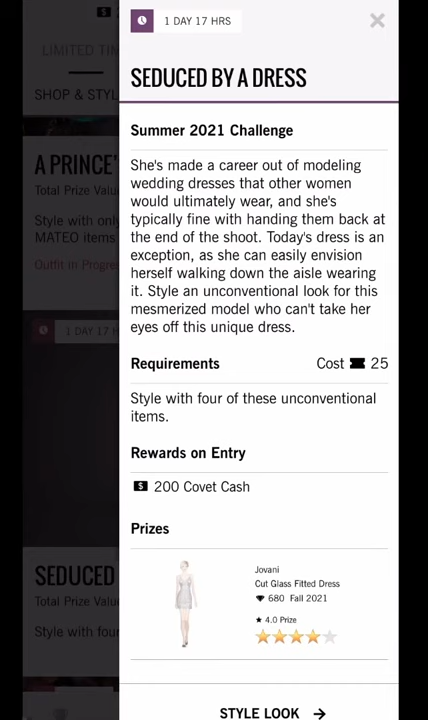 1 DAY 17 HRS
LIMITED TIM
SHOP & STYL
SEDUCED BY A DRESS
Summer 2021 Challenge
She's made a career out of modeling
wedding dresses that other women
would ultimately wear, and she's
typically fine with handing them back at
the end of the shoot. Today's dress is an
exception, as she can easily envision
herself walking down the aisle wearing
it. Style an unconventional look for this
mesmerized model who can't take her
eyes off this unique dress.
A PRINCE'
Total Prize Valu
Style with only
MATEO items
Outfit In Progres
1 DAY 17 H
Requirements Cost 25
Style with four of these unconventional
items.
Rewards on Entry
$ 200 Covet Cash
Prizes
SEDUCED
Total Prize Valu
Style with four
Jovani
Cut Glass Fitted Dress
680 Fall 2021
★ 4.0 Prize
STYLE LOOK →